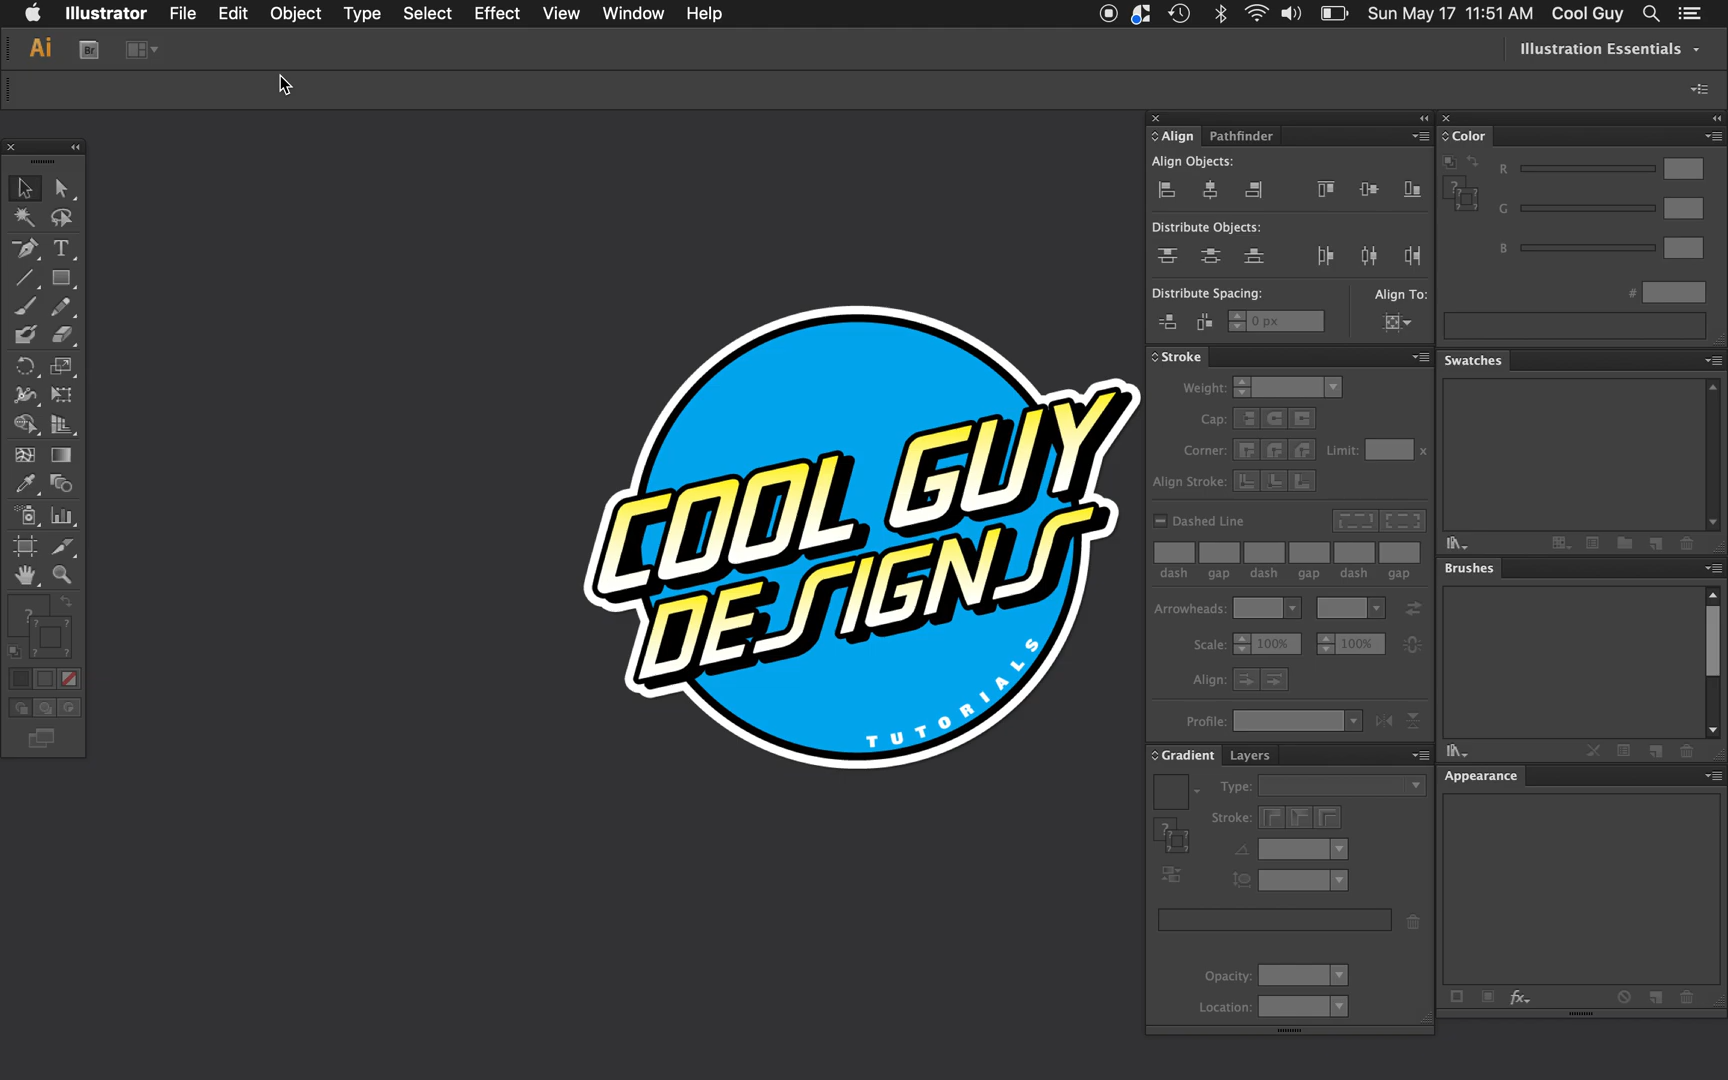 Illustrator File Edit Object Type Select Effect View Window Help Sun May 17 11:51 AM Cool Guy
Ai Br Illustration Essentials
Align Pathfinder
Align Objects:
Distribute Objects:
Distribute Spacing: Align To:
0 px
Stroke
Weight:
Cap:
Corner: Limit: x
Align Stroke:
Dashed Line
dash gap dash gap dash gap
Arrowheads:
Scale: 100% 100%
Align:
Profile:
Gradient Layers
Type:
Stroke:
Opacity:
Location:
Color
R
G
B
#
Swatches
Brushes
Appearance
fx
T
? ?
? ?
?
COOL GUY
DESIGNS
TUTORIALS